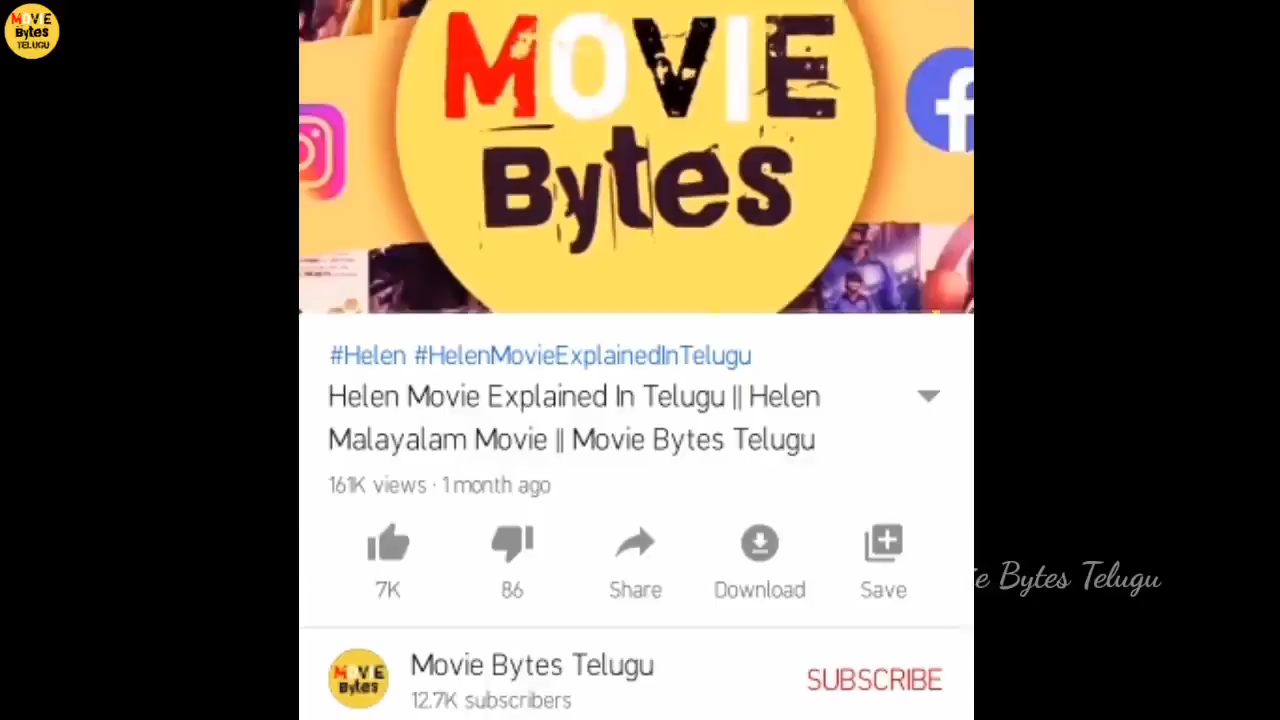 MOVIE
Bytes
TELUGU
MOVIE
Bytes
#Helen #HelenMovieExplainedInTelugu
Helen Movie Explained In Telugu || Helen
Malayalam Movie || Movie Bytes Telugu
161K views · 1 month ago
7K
86
Share
Download
Save
Bytes Telugu
MOVIE
Bytes
Movie Bytes Telugu
12.7K subscribers
SUBSCRIBE